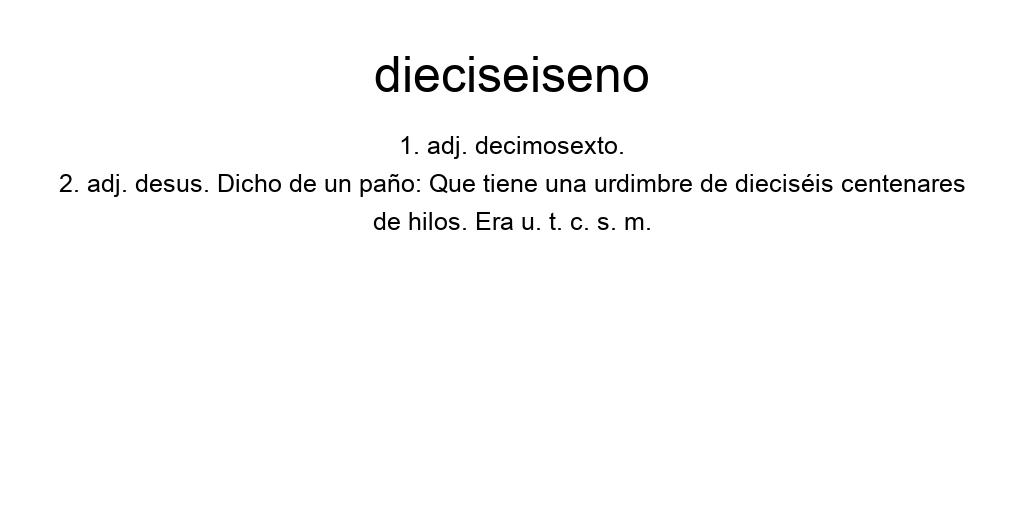 dieciseiseno
1. adj. decimosexto.
2. adj. desus. Dicho de un paño: Que tiene una urdimbre de dieciséis centenares
de hilos. Era u. t. c. s. m.